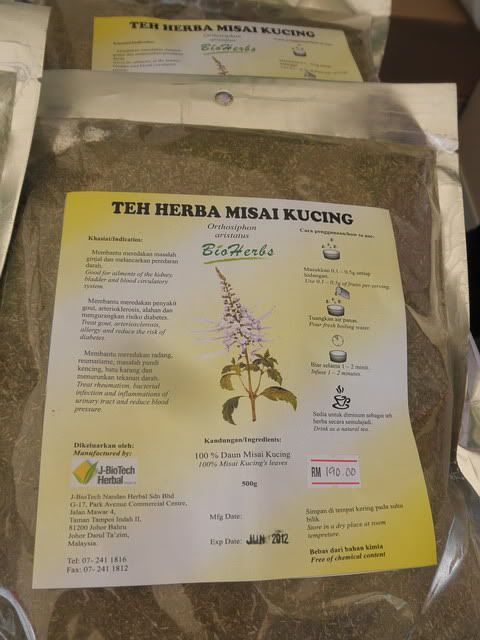 TEH HERBA MISAI KUCING
Orthosiphon
aristatus
BioHerbs
TEH HERBA MISAI KUCING
Orthosiphon
aristatus
BioHerbs
Khasiat/Indication:
Membantu meredakan masalah
ginjal dan melancarkan peredaran
darah.
Good for ailments of the kidney,
bladder and blood circulatory
system.
Membantu meredakan penyakit
gout, arterioklerosis, alahan dan
mengurangkan risiko diabetes.
Treat gout, arteriosclerosis,
allergy and reduce the risk of
diabetes.
Membantu meredakan radang,
reumatisme, masalah pundi
kencing, batu karang dan
menurunkan tekanan darah.
Treat rheumatism, bacterial
infection and inflammations of
urinary tract and reduce blood
pressure.
Cara penggunaan/how to use:
Masukkan 0.1 – 0.5g setiap
hidangan.
Use 0.1 – 0.5g of grains per serving.
Tuangkan air panas.
Pour fresh boiling water.
Biar selama 1 – 2 minit.
Infuse 1 – 2 minutes.
Sedia untuk diminum sebagai teh
herba secara semulajadi.
Drink as a natural tea.
Kandungan/Ingredients:
100 % Daun Misai Kucing
100% Misai Kucing's leaves
500g
RM 190.00
Dikeluarkan oleh:
Manufactured by:
J-BioTech
Herbal
J-BioTech Nandan Herbal Sdn Bhd
G-17, Park Avenue Commercial Centre,
Jalan Mawar 4,
Taman Tampoi Indah II,
81200 Johor Bahru
Johor Darul Ta'zim,
Malaysia.
Tel: 07- 241 1816
Fax: 07- 241 1812
Mfg Date:
Exp Date: JUN 2012
Simpan di tempat kering pada suhu
bilik
Store in a dry place at room
tempreture.
Bebas dari bahan kimia
Free of chemical content